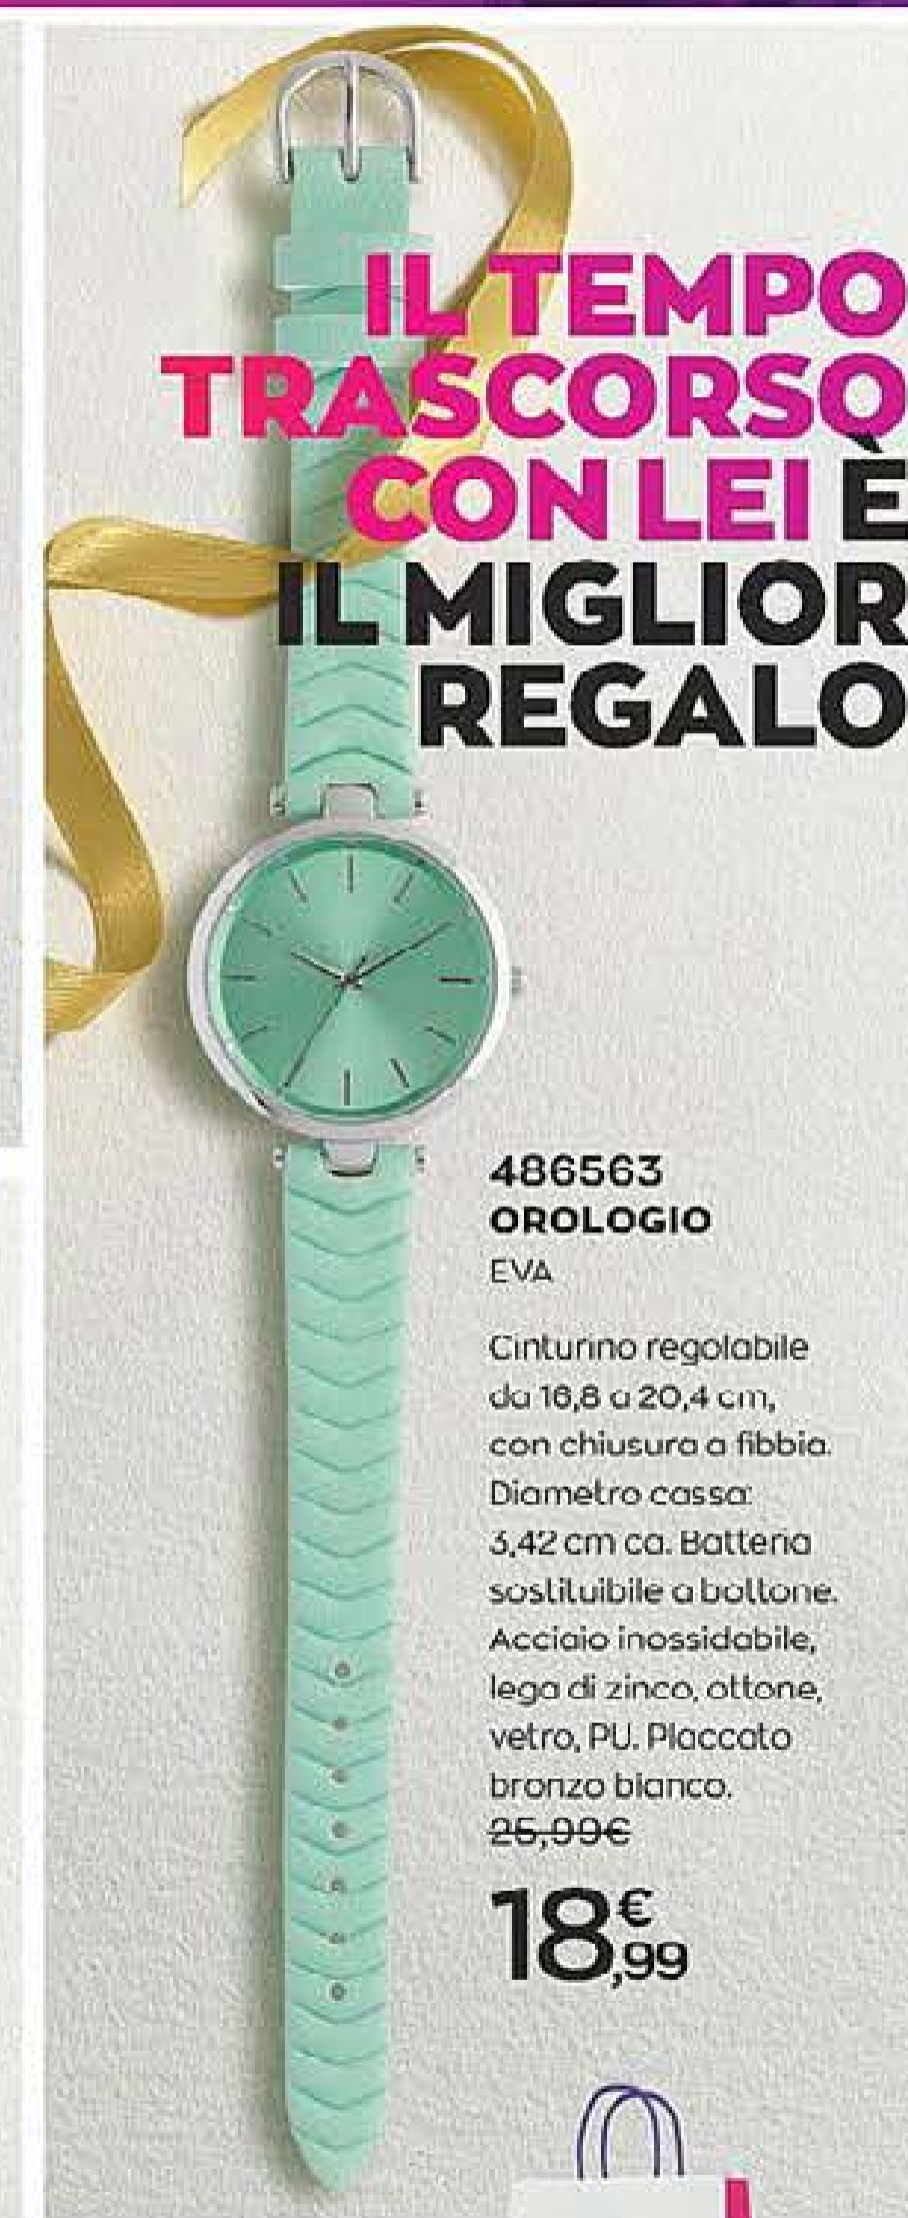 IL TEMPO
TRASCORSO
CON LEI È
IL MIGLIOR
REGALO
486563
OROLOGIO
EVA
Cinturino regolabile
da 16,8 a 20,4 cm,
con chiusura a fibbia.
Diametro cassa:
3,42 cm ca. Batteria
sostituibile a bottone.
Acciaio inossidabile,
lega di zinco, ottone,
vetro, PU. Placcato
bronzo bianco.
25,99€
18€,99